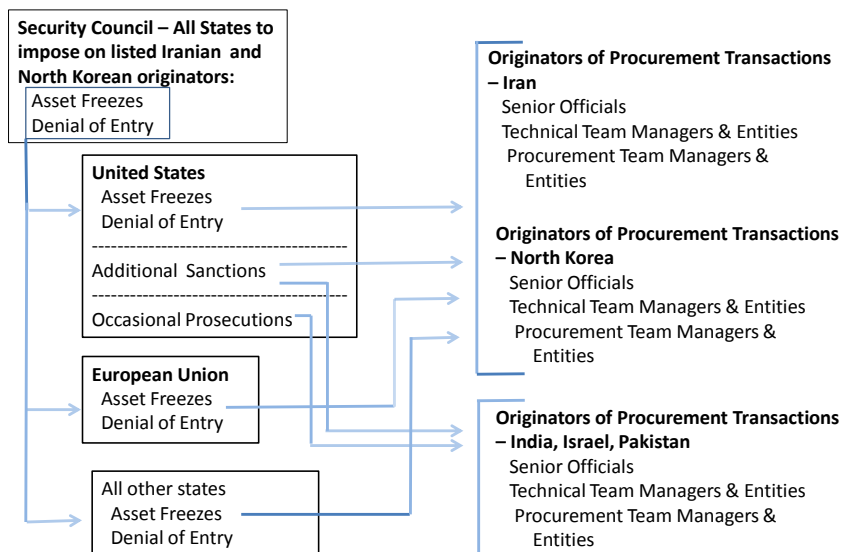 Security Council – All States to
impose on listed Iranian and
North Korean originators:
Asset Freezes
Denial of Entry
United States
Asset Freezes
Denial of Entry
----------------------------------------
Additional Sanctions
----------------------------------------
Occasional Prosecutions
European Union
Asset Freezes
Denial of Entry
All other states
Asset Freezes
Denial of Entry
Originators of Procurement Transactions
– Iran
Senior Officials
Technical Team Managers & Entities
Procurement Team Managers &
Entities
Originators of Procurement Transactions
– North Korea
Senior Officials
Technical Team Managers & Entities
Procurement Team Managers &
Entities
Originators of Procurement Transactions
– India, Israel, Pakistan
Senior Officials
Technical Team Managers & Entities
Procurement Team Managers &
Entities